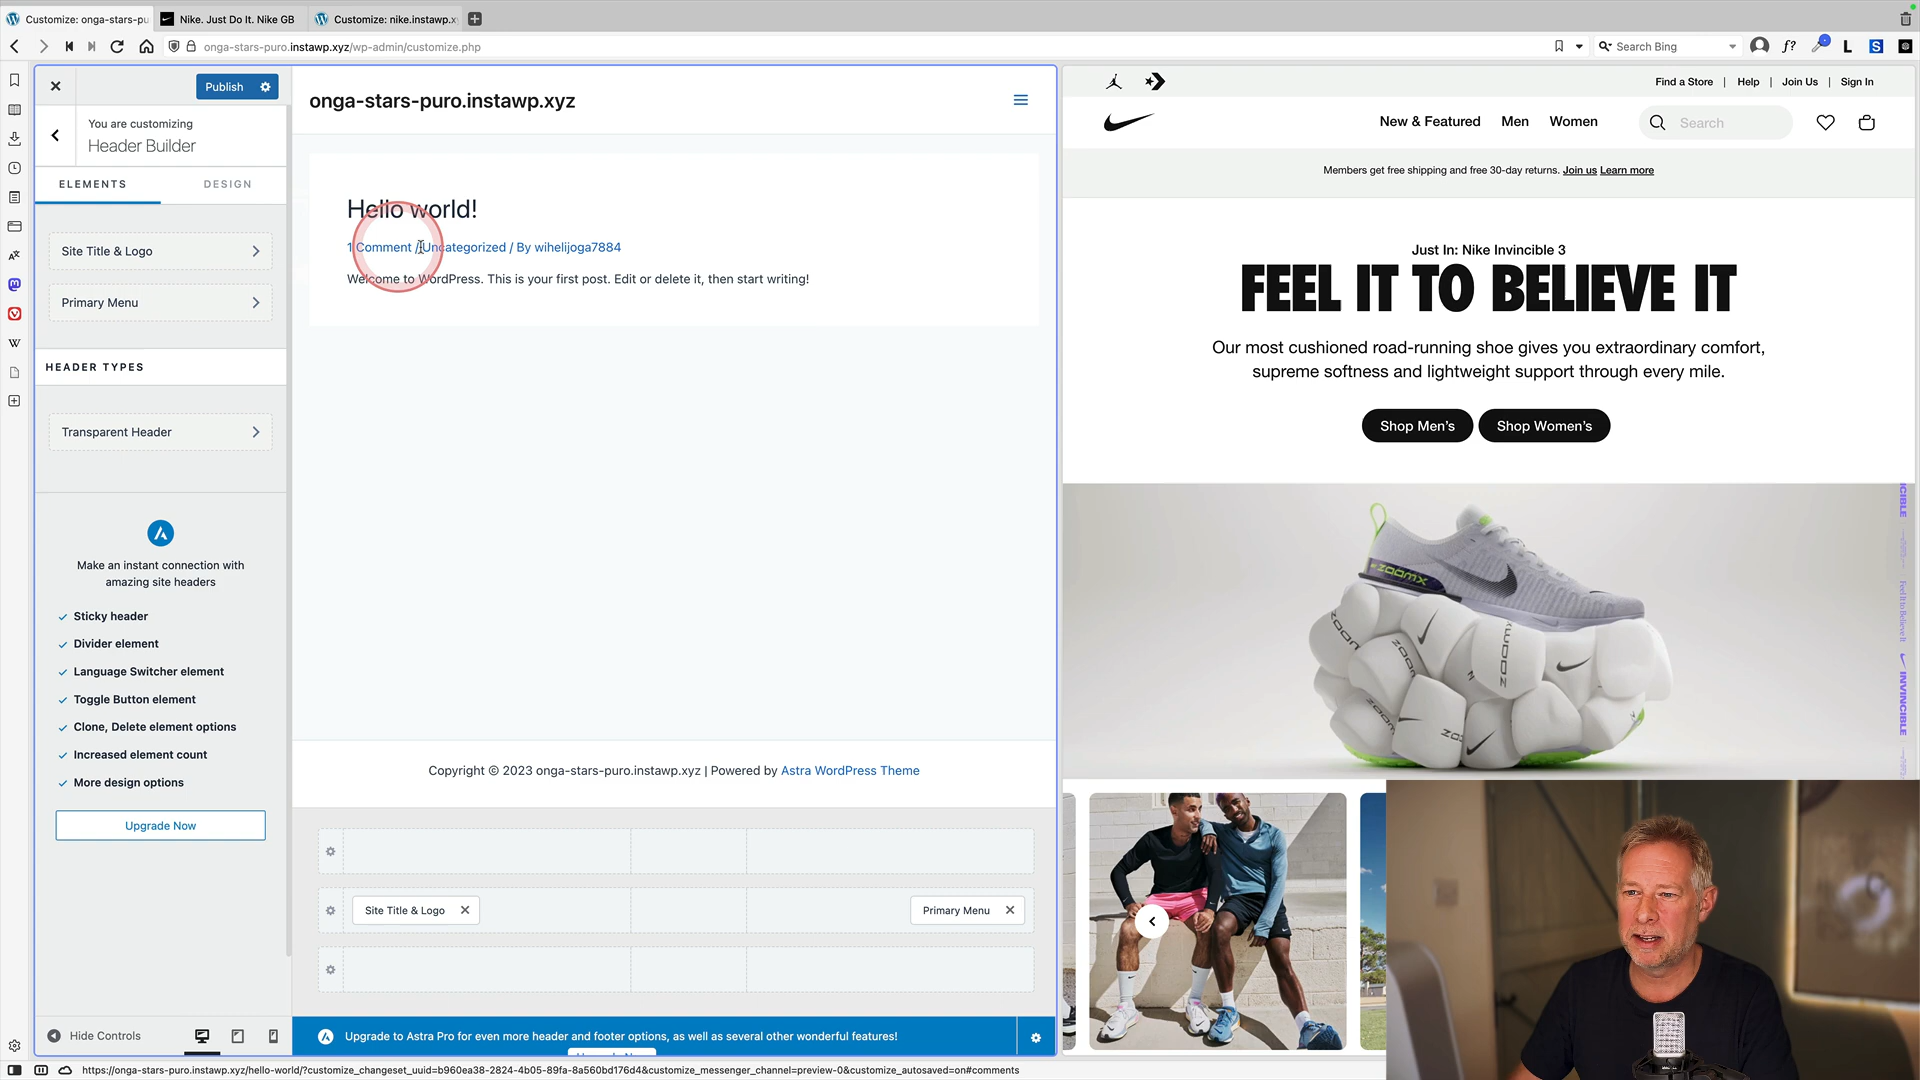 Customize: onga-stars-pu
Nike. Just Do It. Nike GB
Customize: nike.instawp.x
onga-stars-puro.instawp.xyz/wp-admin/customize.php
Search Bing
Publish
You are customizing
Header Builder
ELEMENTS
DESIGN
Site Title & Logo
Primary Menu
HEADER TYPES
Transparent Header
Make an instant connection with
amazing site headers
Sticky header
Divider element
Language Switcher element
Toggle Button element
Clone, Delete element options
Increased element count
More design options
Upgrade Now
Hide Controls
onga-stars-puro.instawp.xyz
Hello world!
1 Comment / Uncategorized / By wihelijoga7884
Welcome to WordPress. This is your first post. Edit or delete it, then start writing!
Copyright © 2023 onga-stars-puro.instawp.xyz | Powered by Astra WordPress Theme
Site Title & Logo
Primary Menu
Upgrade to Astra Pro for even more header and footer options, as well as several other wonderful features!
Find a Store | Help | Join Us | Sign In
New & Featured Men Women
Search
Members get free shipping and free 30-day returns. Join us Learn more
Just In: Nike Invincible 3
FEEL IT TO BELIEVE IT
Our most cushioned road-running shoe gives you extraordinary comfort,
supreme softness and lightweight support through every mile.
Shop Men's
Shop Women's
zoomx
ZOOMX
INVINCIBLE
Feel It to Believe It
https://onga-stars-puro.instawp.xyz/hello-world/?customize_changeset_uuid=b960ea38-2824-4b05-89fa-8a560bd176d4&customize_messenger_channel=preview-0&customize_autosaved=on#comments